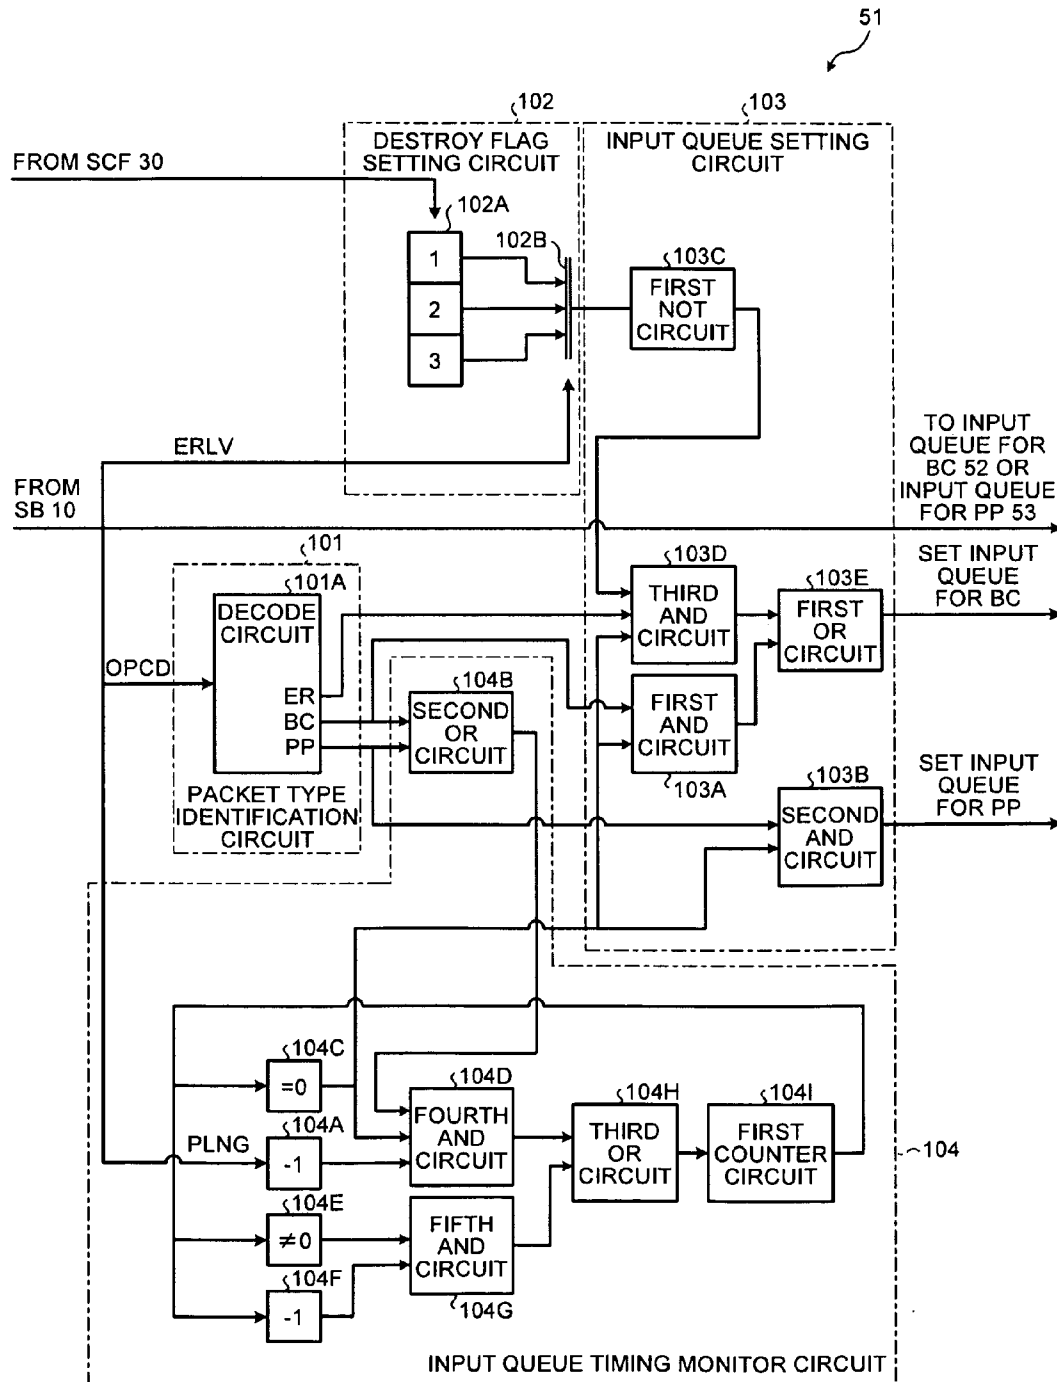 51
102
103
DESTROY FLAG
SETTING CIRCUIT
INPUT QUEUE SETTING
CIRCUIT
FROM SCF 30
102A
1
2
3
102B
103C
FIRST
NOT
CIRCUIT
ERLV
FROM
SB 10
TO INPUT
QUEUE FOR
BC 52 OR
INPUT QUEUE
FOR PP 53
101
101A
DECODE
CIRCUIT
OPCD
ER
BC
PP
PACKET TYPE
IDENTIFICATION
CIRCUIT
104B
SECOND
OR
CIRCUIT
103D
THIRD
AND
CIRCUIT
103E
FIRST
OR
CIRCUIT
SET INPUT
QUEUE
FOR BC
FIRST
AND
CIRCUIT
103A
103B
SECOND
AND
CIRCUIT
SET INPUT
QUEUE
FOR PP
104C
=0
PLNG
104A
-1
104E
≠0
104F
-1
104D
FOURTH
AND
CIRCUIT
FIFTH
AND
CIRCUIT
104G
104H
THIRD
OR
CIRCUIT
104I
FIRST
COUNTER
CIRCUIT
104
INPUT QUEUE TIMING MONITOR CIRCUIT